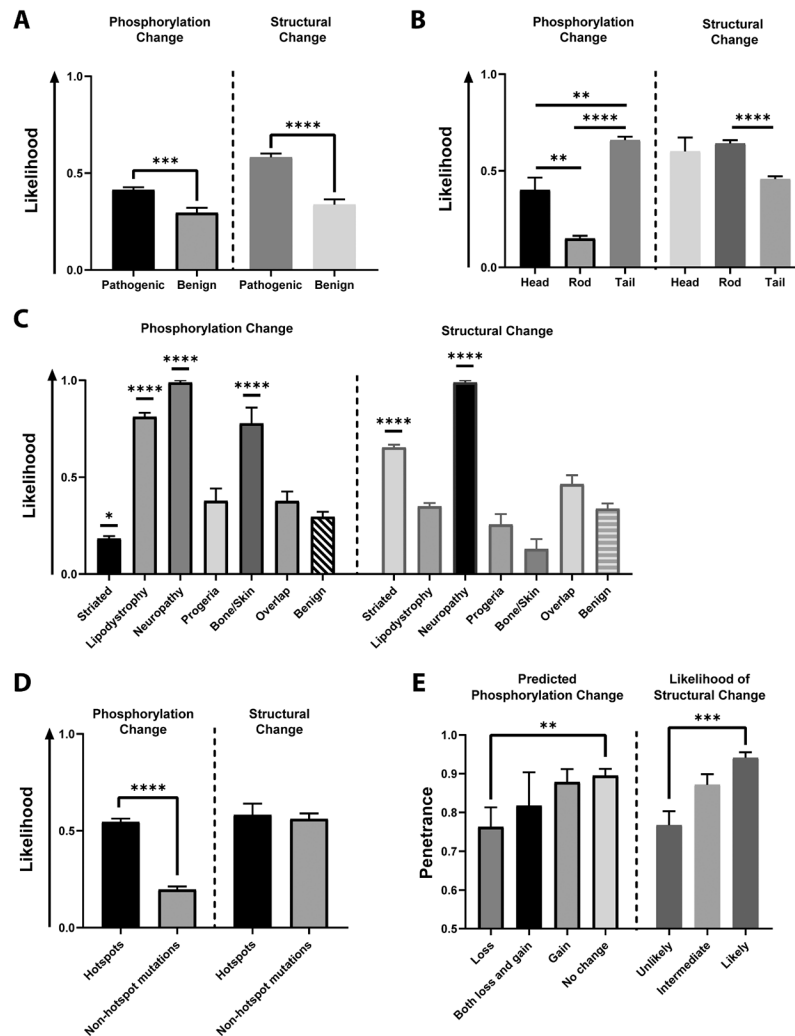 A
Phosphorylation
Change
Structural
Change
Likelihood
1.0
0.5
0.0
***
****
Pathogenic
Benign
Pathogenic
Benign
B
Phosphorylation
Change
Structural
Change
Likelihood
1.0
0.5
0.0
**
****
**
****
Head
Rod
Tail
Head
Rod
Tail
C
Phosphorylation Change
Structural Change
Likelihood
1.0
0.5
0.0
*
****
****
****
****
****
Striated
Lipodystrophy
Neuropathy
Progeria
Bone/Skin
Overlap
Benign
Striated
Lipodystrophy
Neuropathy
Progeria
Bone/Skin
Overlap
Benign
D
Phosphorylation
Change
Structural
Change
Likelihood
1.0
0.5
0.0
****
Hotspots
Non-hotspot mutations
Hotspots
Non-hotspot mutations
E
Predicted
Phosphorylation Change
Likelihood of
Structural Change
Penetrance
1.0
0.9
0.8
0.7
0.6
0.5
**
***
Loss
Both loss and gain
Gain
No change
Unlikely
Intermediate
Likely